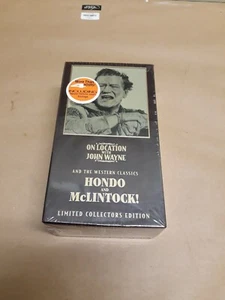 ON LOCATION
WITH
JOHN WAYNE
AND THE WESTERN CLASSICS
HONDO
AND
McLINTOCK!
LIMITED COLLECTORS EDITION